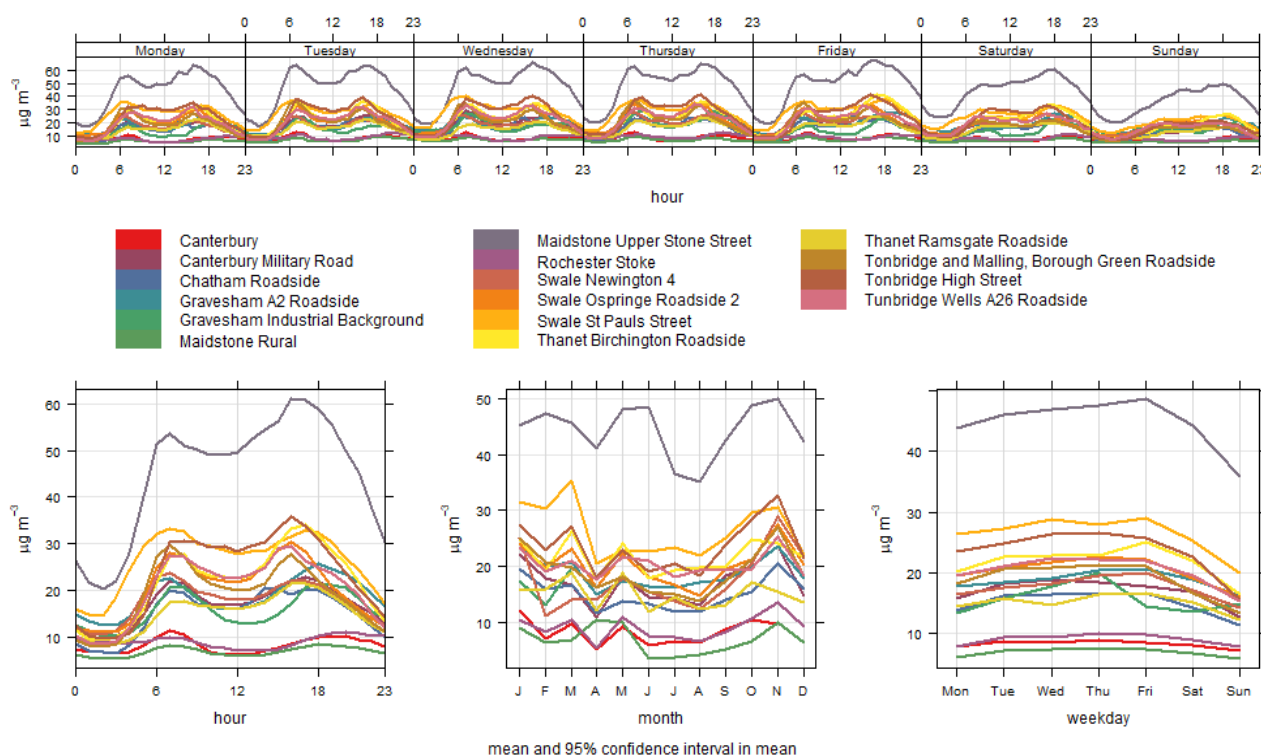 0 6 12 18 23 0 6 12 18 23 0 6 12 18 23
Monday Tuesday Wednesday Thursday Friday Saturday Sunday
µg m⁻³
60
50
40
30
20
10
0 6 12 18 23 0 6 12 18 23 0 6 12 18 23 0 6 12 18 23
hour
Canterbury
Canterbury Military Road
Chatham Roadside
Gravesham A2 Roadside
Gravesham Industrial Background
Maidstone Rural
Maidstone Upper Stone Street
Rochester Stoke
Swale Newington 4
Swale Ospringe Roadside 2
Swale St Pauls Street
Thanet Birchington Roadside
Thanet Ramsgate Roadside
Tonbridge and Malling, Borough Green Roadside
Tonbridge High Street
Tunbridge Wells A26 Roadside
µg m⁻³
60
50
40
30
20
10
0 6 12 18 23
hour
µg m⁻³
50
40
30
20
10
J F M A M J J A S O N D
month
µg m⁻³
50
40
30
20
10
Mon Tue Wed Thu Fri Sat Sun
weekday
mean and 95% confidence interval in mean